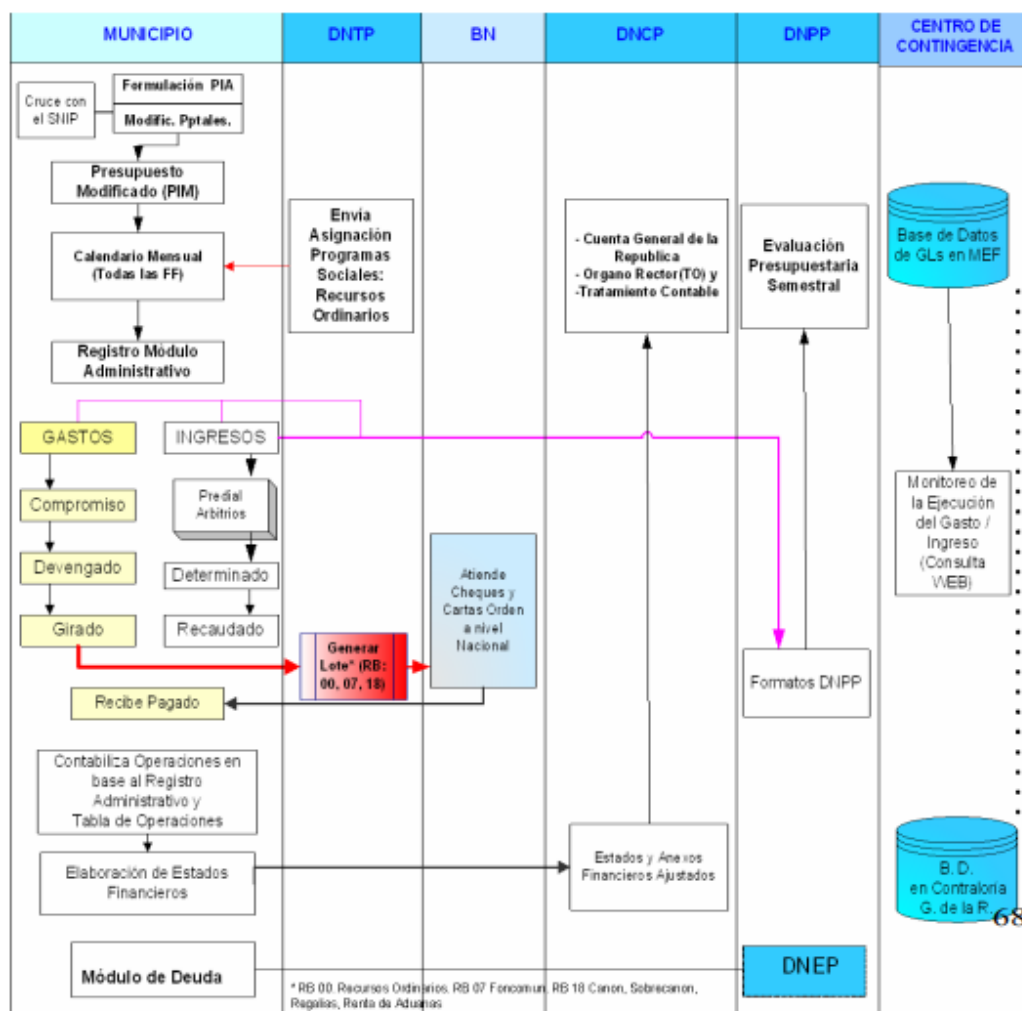 MUNICIPIO
DNTP
BN
DNCP
DNPP
CENTRO DE
CONTINGENCIA
Cruce con
el SNIP
Formulación PIA
Modific. Pptales.
Presupuesto
Modificado (PIM)
Calendario Mensual
(Todas las FF)
Registro Módulo
Administrativo
Envía
Asignación
Programas
Sociales:
Recursos
Ordinarios
- Cuenta General de la
Republica
- Organo Rector(TO) y
-Tratamiento Contable
Evaluación
Presupuestaria
Semestral
Base de Datos
de GLs en MEF
GASTOS
INGRESOS
Compromiso
Predial
Arbitrios
Devengado
Determinado
Girado
Recaudado
Generar
Lote* (RB:
00, 07, 18)
Atiende
Cheques y
Cartas Orden
a nivel
Nacional
Monitoreo de
la Ejecución
del Gasto /
Ingreso
(Consulta
WEB)
Formatos DNPP
Recibe Pagado
Contabiliza Operaciones en
base al Registro
Administrativo y
Tabla de Operaciones
Elaboración de Estados
Financieros
Estados y Anexos
Financieros Ajustados
B. D.
en Contraloría
G. de la R.
68
Módulo de Deuda
DNEP
* RB 00. Recursos Ordinarios. RB 07 Foncomun. RB 18 Canon, Sobrecanon,
Regalias, Renta de Aduanas